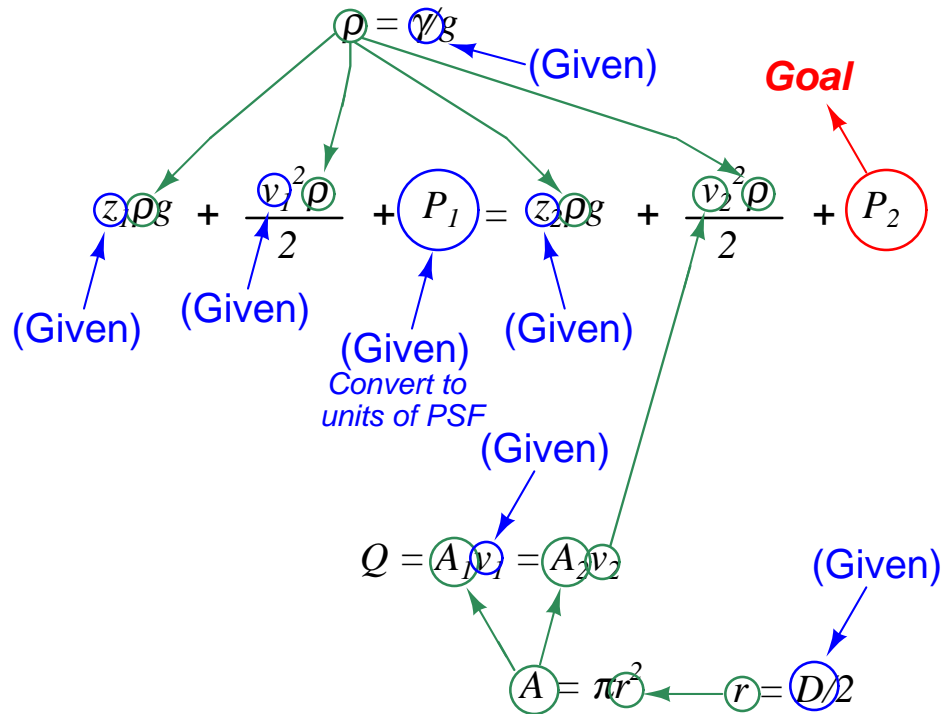 ρ = γ/g
(Given)
Goal
z₁ρg + v₁²ρ/2 + P₁ = z₂ρg + v₂²ρ/2 + P₂
(Given)
(Given)
(Given)
Convert to
units of PSF
(Given)
(Given)
Q = A₁v₁ = A₂v₂
(Given)
A = πr²
r = D/2